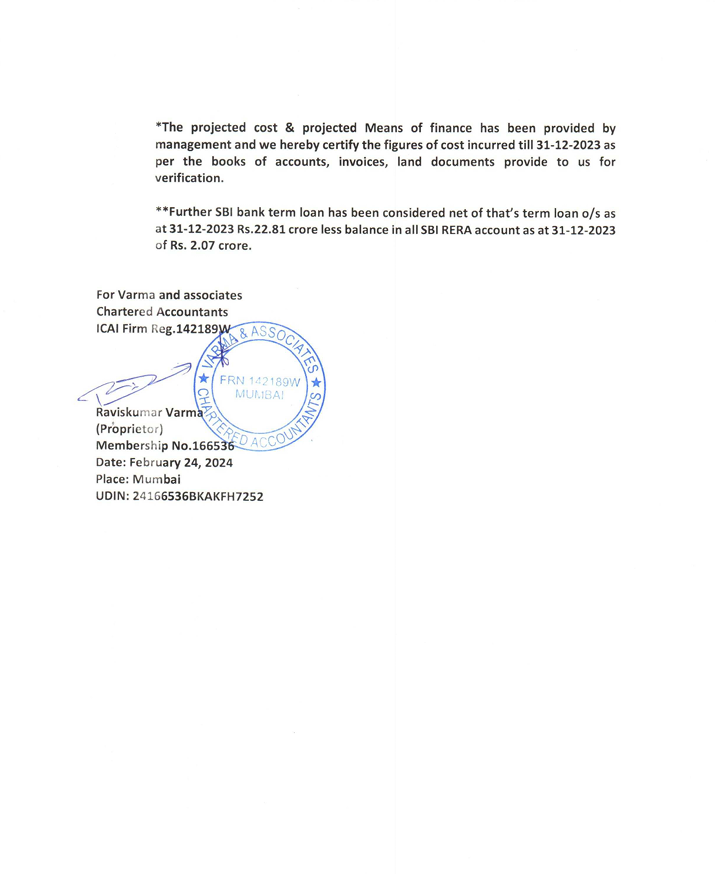 *The projected cost & projected Means of finance has been provided by
management and we hereby certify the figures of cost incurred till 31-12-2023 as
per the books of accounts, invoices, land documents provide to us for
verification.
**Further SBI bank term loan has been considered net of that's term loan o/s as
at 31-12-2023 Rs.22.81 crore less balance in all SBI RERA account as at 31-12-2023
of Rs. 2.07 crore.
For Varma and associates
Chartered Accountants
ICAI Firm Reg.142189W
VARMA & ASSOCIATES
FRN 142189W
MUMBAI
CHARTERED ACCOUNTANTS
Raviskumar Varma
(Proprietor)
Membership No.166536
Date: February 24, 2024
Place: Mumbai
UDIN: 24166536BKAKFH7252